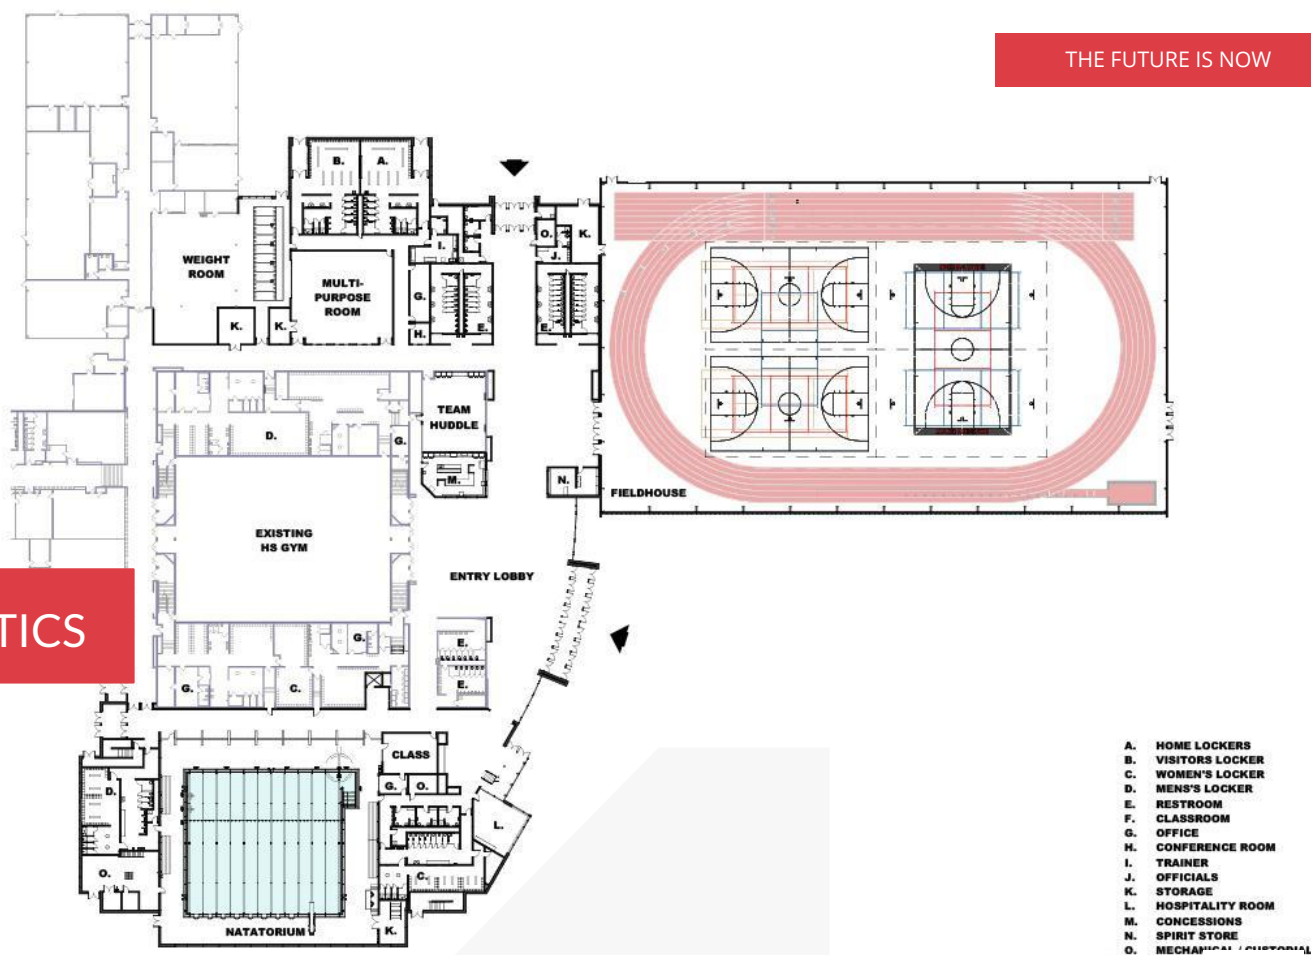 THE FUTURE IS NOW
B.
A.
O.
K.
I.
J.
WEIGHT
ROOM
MULTI-
PURPOSE
ROOM
G.
K.
K.
H.
E.
E.
TEAM
HUDDLE
D.
G.
M.
N.
FIELDHOUSE
EXISTING
HS GYM
ENTRY LOBBY
TICS
G.
E.
G.
C.
E.
CLASS
D.
G.
O.
L.
O.
C.
NATATORIUM
K.
A. HOME LOCKERS
B. VISITORS LOCKER
C. WOMEN'S LOCKER
D. MENS'S LOCKER
E. RESTROOM
F. CLASSROOM
G. OFFICE
H. CONFERENCE ROOM
I. TRAINER
J. OFFICIALS
K. STORAGE
L. HOSPITALITY ROOM
M. CONCESSIONS
N. SPIRIT STORE
O. MECHANICAL / CUSTODIAL